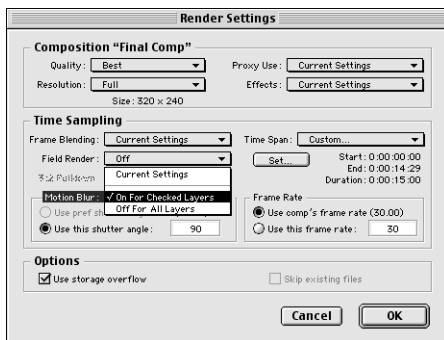 Render Settings
Composition “Final Comp”
Quality: Best
Proxy Use: Current Settings
Resolution: Full
Effects: Current Settings
Size: 320 x 240
Time Sampling
Frame Blending: Current Settings
Time Span: Custom...
Field Render: Off
Set...
Start: 0:00:00:00
End: 0:00:14:29
Duration: 0:00:15:00
3:2 Pulldown
Current Settings
Motion Blur: ✓ On For Checked Layers
Off For All Layers
Use pref sh
Use this shutter angle: 90
Frame Rate
Use comp's frame rate (30.00)
Use this frame rate: 30
Options
Use storage overflow
Skip existing files
Cancel
OK